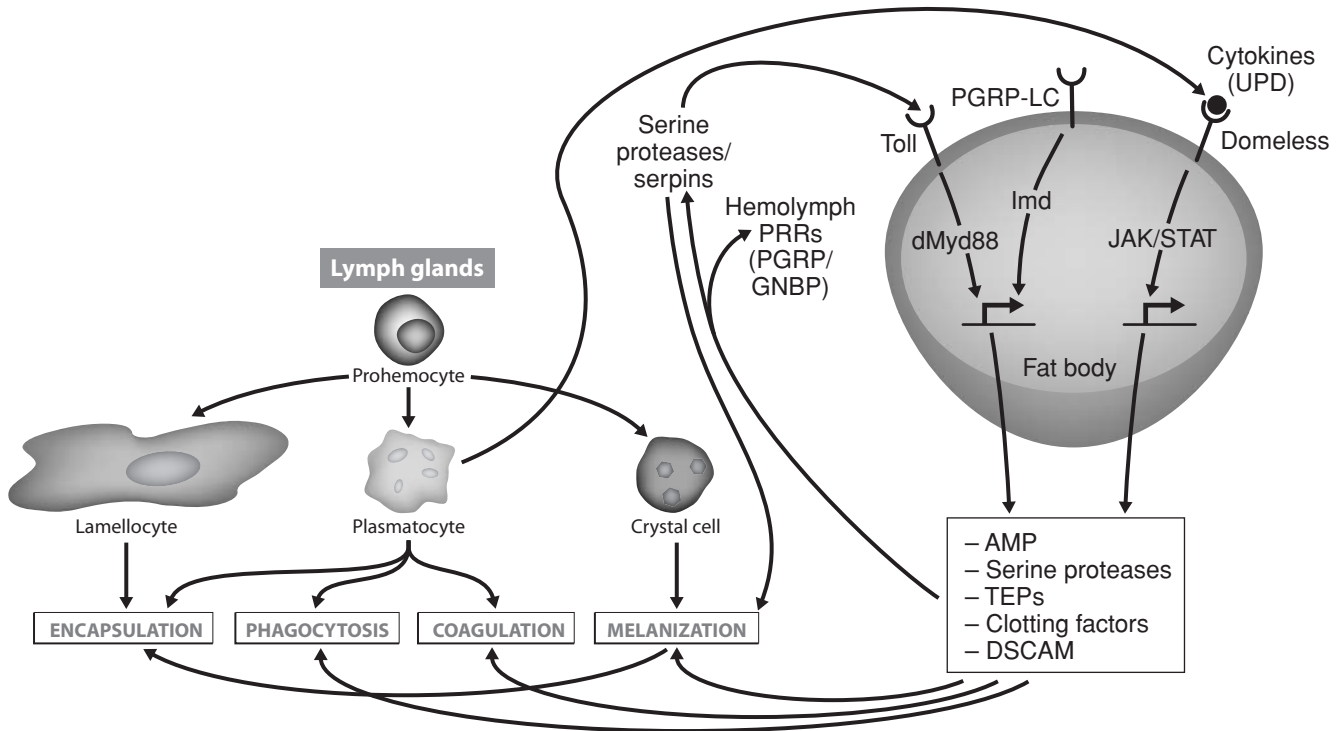 Cytokines
(UPD)
PGRP-LC
Serine
proteases/
serpins
Toll
Domeless
Imd
Hemolymph
PRRs
(PGRP/
GNBP)
dMyd88
JAK/STAT
Lymph glands
Fat body
Prohemocyte
Lamellocyte
Plasmatocyte
Crystal cell
– AMP
– Serine proteases
– TEPs
– Clotting factors
– DSCAM
ENCAPSULATION
PHAGOCYTOSIS
COAGULATION
MELANIZATION